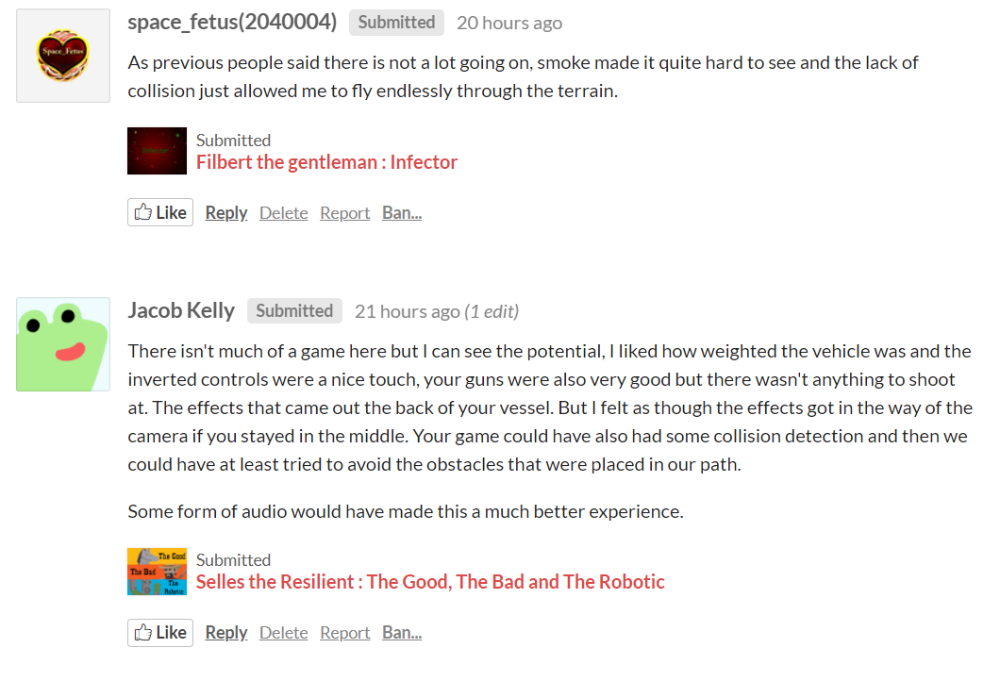 space_fetus(2040004) Submitted 20 hours ago
Space_Fetus
As previous people said there is not a lot going on, smoke made it quite hard to see and the lack of
collision just allowed me to fly endlessly through the terrain.
Infector
Submitted
Filbert the gentleman : Infector
Like Reply Delete Report Ban...
Jacob Kelly Submitted 21 hours ago (1 edit)
There isn't much of a game here but I can see the potential, I liked how weighted the vehicle was and the
inverted controls were a nice touch, your guns were also very good but there wasn't anything to shoot
at. The effects that came out the back of your vessel. But I felt as though the effects got in the way of the
camera if you stayed in the middle. Your game could have also had some collision detection and then we
could have at least tried to avoid the obstacles that were placed in our path.
Some form of audio would have made this a much better experience.
The Good
The Bad
The
Robotic
Submitted
Selles the Resilient : The Good, The Bad and The Robotic
Like Reply Delete Report Ban...